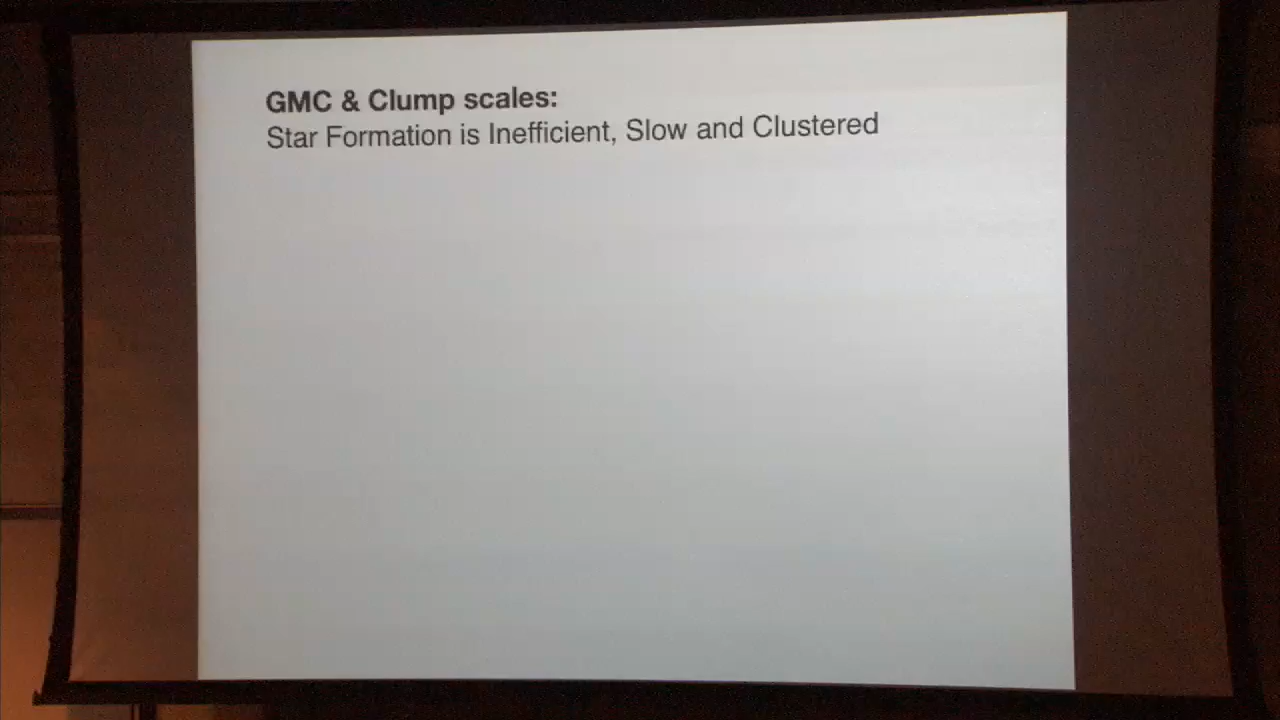 GMC & Clump scales:
Star Formation is Inefficient, Slow and Clustered